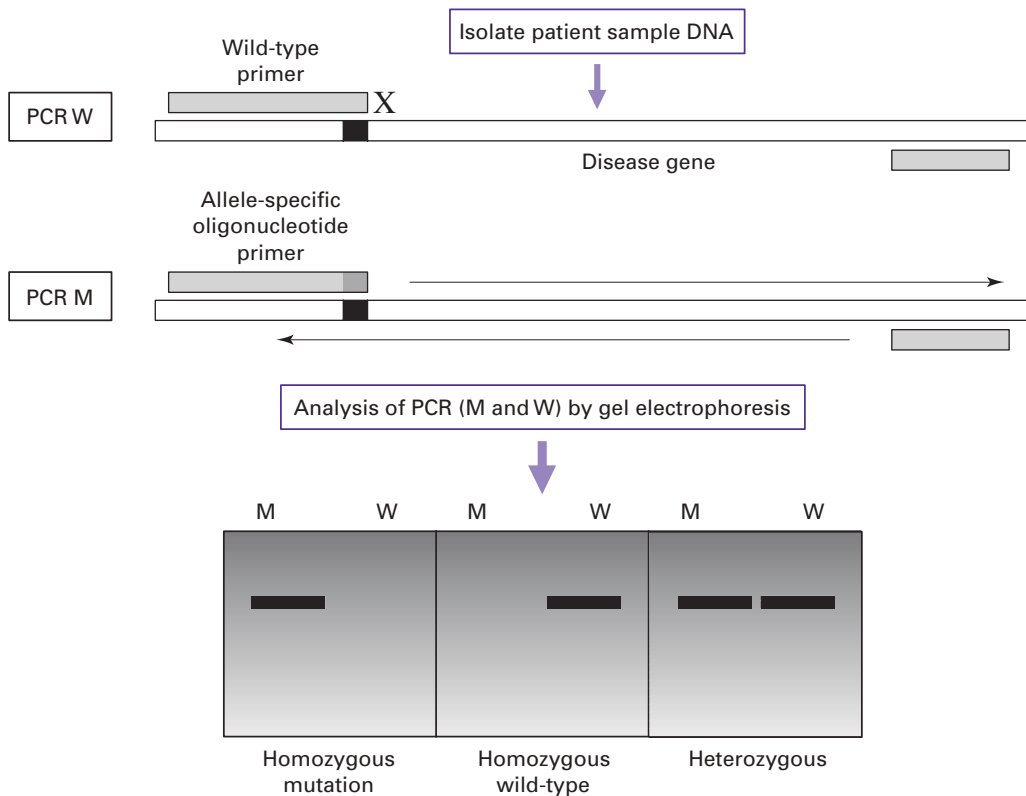 Isolate patient sample DNA
Wild-type
primer
X
PCR W
Disease gene
Allele-specific
oligonucleotide
primer
PCR M
Analysis of PCR (M and W) by gel electrophoresis
M W M W M W
Homozygous
mutation
Homozygous
wild-type
Heterozygous